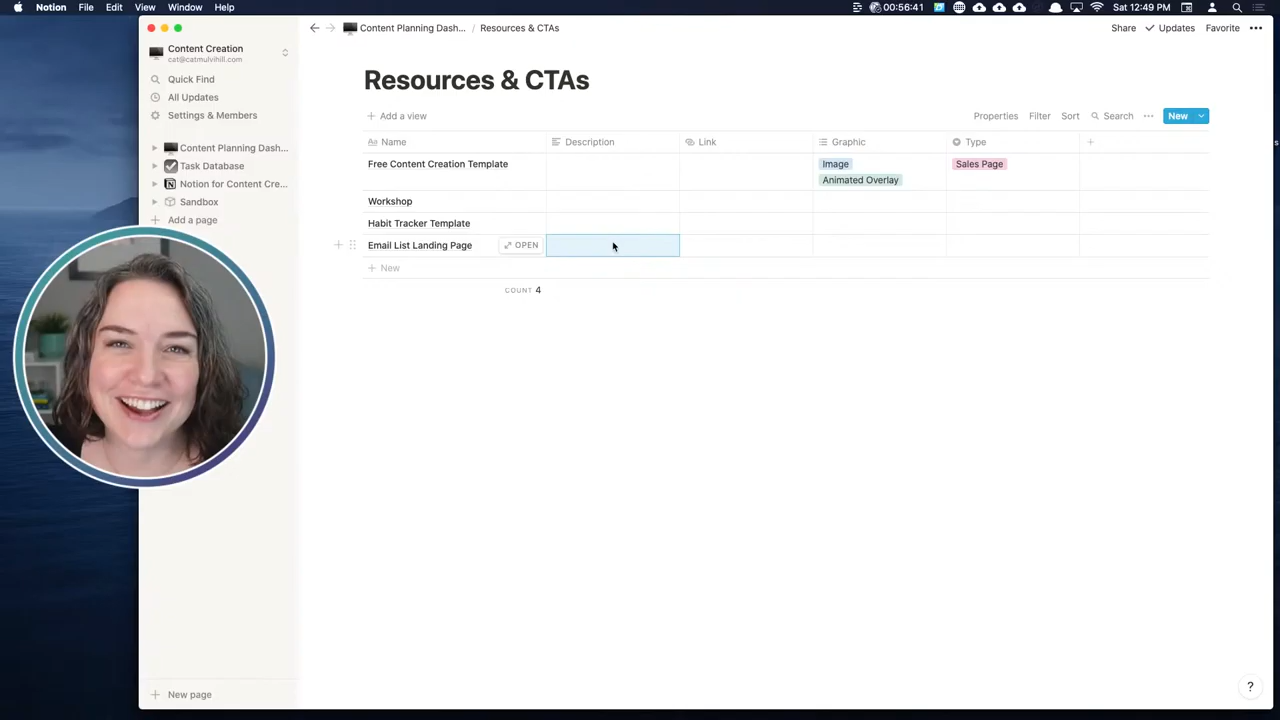 Notion File Edit View Window Help
00:56:41
Sat 12:49 PM
Content Creation
cat@catmulvihill.com
Quick Find
All Updates
Settings & Members
Content Planning Dash...
Task Database
Notion for Content Cre...
Sandbox
Add a page
New page
Content Planning Dash... / Resources & CTAs
Share Updates Favorite
Resources & CTAs
Add a view
Properties Filter Sort Search New
Aa Name Description Link Graphic Type
Free Content Creation Template Image Sales Page
Animated Overlay
Workshop
Habit Tracker Template
Email List Landing Page OPEN
New
COUNT 4
?